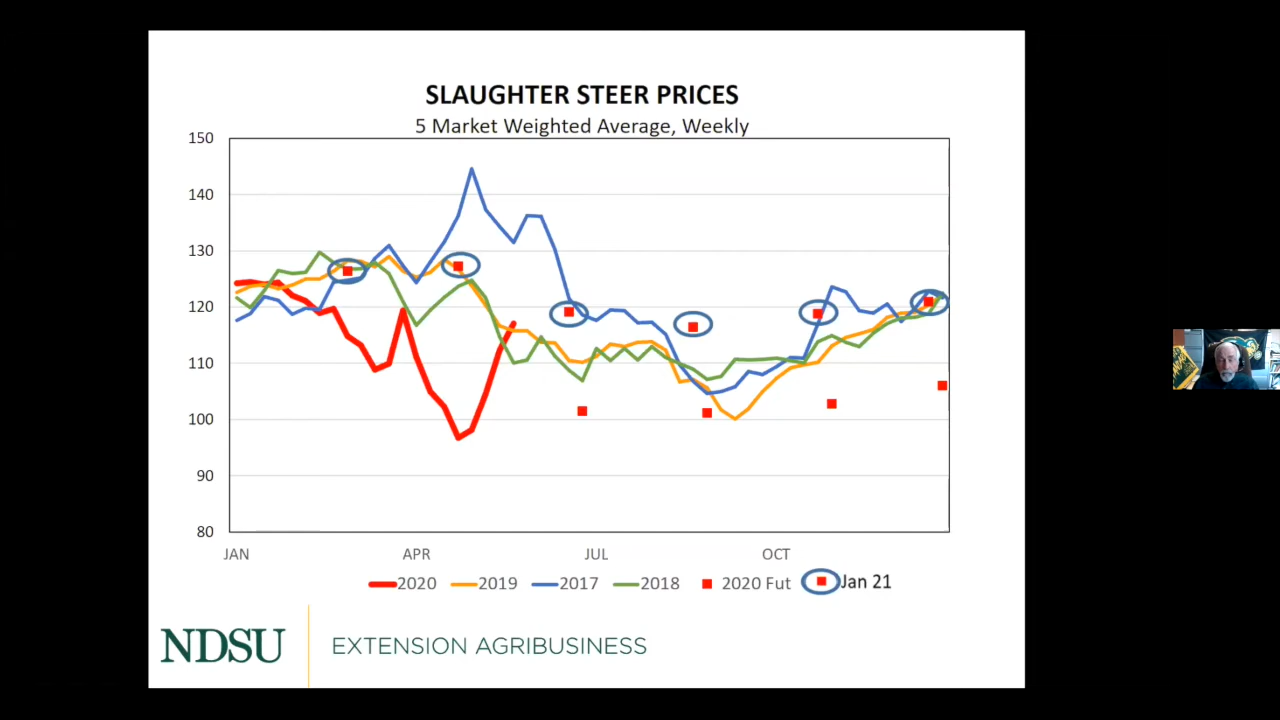 SLAUGHTER STEER PRICES
5 Market Weighted Average, Weekly
150
140
130
120
110
100
90
80
JAN APR JUL OCT
2020 2019 2017 2018 2020 Fut Jan 21
NDSU EXTENSION AGRIBUSINESS